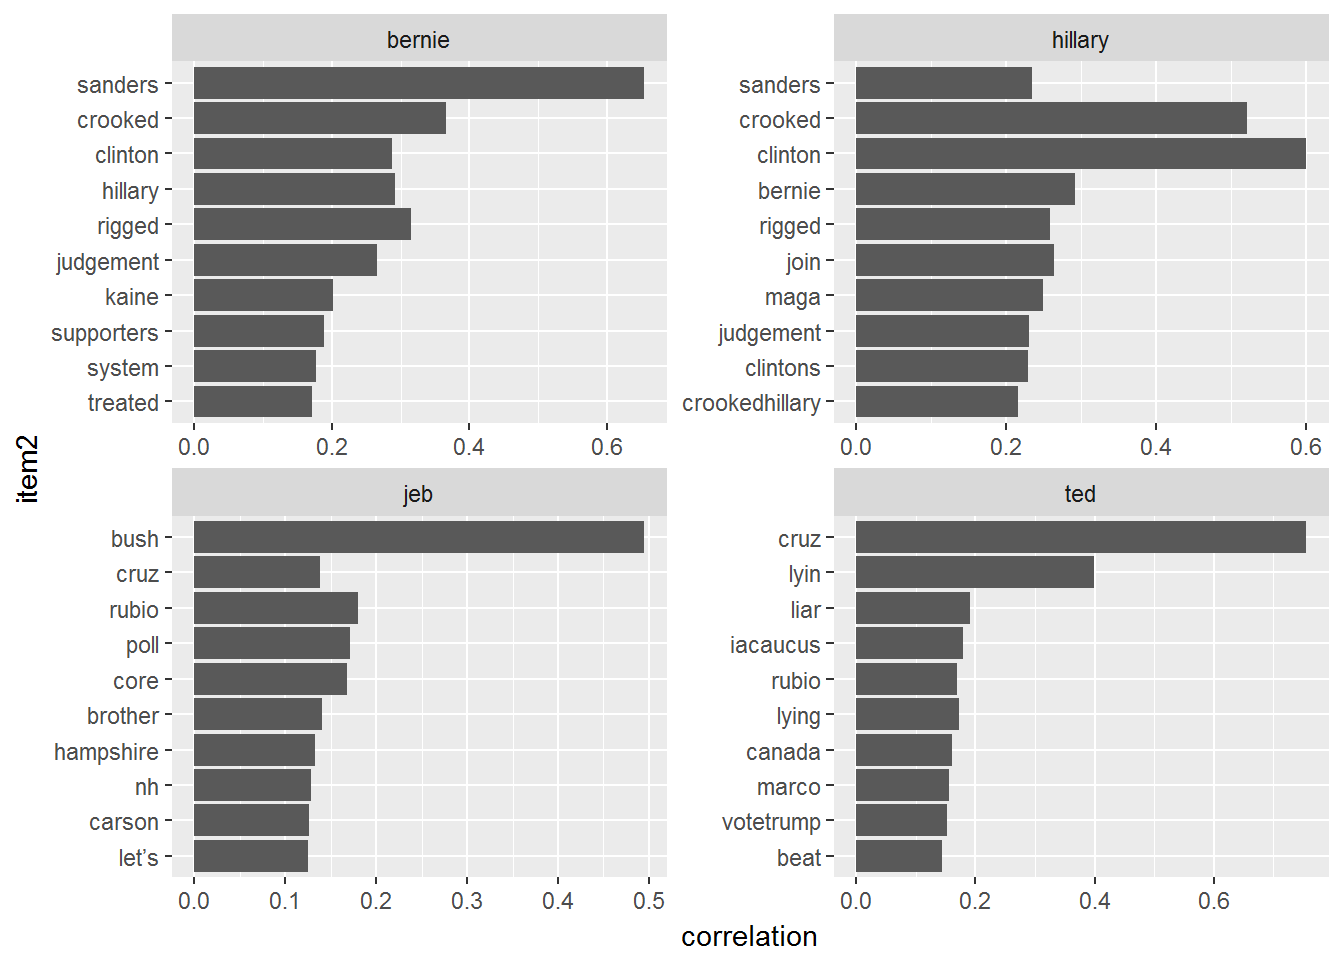 bernie
sanders
crooked
clinton
hillary
rigged
judgement
kaine
supporters
system
treated
0.0 0.2 0.4 0.6
hillary
sanders
crooked
clinton
bernie
rigged
join
maga
judgement
clintons
crookedhillary
0.0 0.2 0.4 0.6
item2
jeb
bush
cruz
rubio
poll
core
brother
hampshire
nh
carson
let’s
0.0 0.1 0.2 0.3 0.4 0.5
ted
cruz
lyin
liar
iacaucus
rubio
lying
canada
marco
votetrump
beat
0.0 0.2 0.4 0.6
correlation